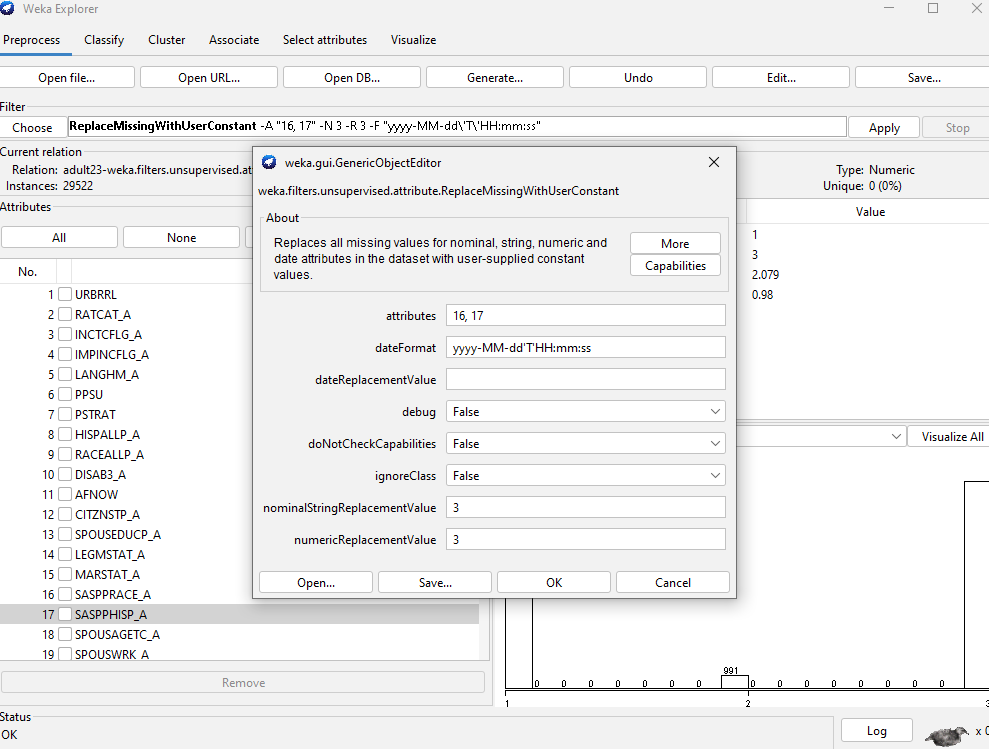 Weka Explorer
Preprocess Classify Cluster Associate Select attributes Visualize
Open file... Open URL... Open DB... Generate... Undo Edit... Save...
Filter
Choose ReplaceMissingWithUserConstant -A "16, 17" -N 3 -R 3 -F "yyyy-MM-dd\'T\'HH:mm:ss" Apply Stop
Current relation
Relation: adult23-weka.filters.unsupervised.at
Instances: 29522
Type: Numeric
Unique: 0 (0%)
Attributes
All None
Value
1
3
2.079
0.98
No.
1 URBRRL
2 RATCAT_A
3 INCTCFLG_A
4 IMPINCFLG_A
5 LANGHM_A
6 PPSU
7 PSTRAT
8 HISPALLP_A
9 RACEALLP_A
10 DISAB3_A
11 AFNOW
12 CITZNSTP_A
13 SPOUSEDUCP_A
14 LEGMSTAT_A
15 MARSTAT_A
16 SASPPRACE_A
17 SASPPHISP_A
18 SPOUSAGETC_A
19 SPOUSWRK_A
Remove
weka.gui.GenericObjectEditor
weka.filters.unsupervised.attribute.ReplaceMissingWithUserConstant
About
Replaces all missing values for nominal, string, numeric and
date attributes in the dataset with user-supplied constant
values.
More
Capabilities
attributes 16, 17
dateFormat yyyy-MM-dd'T'HH:mm:ss
dateReplacementValue
debug False
doNotCheckCapabilities False
ignoreClass False
nominalStringReplacementValue 3
numericReplacementValue 3
Open... Save... OK Cancel
Visualize All
991
0 0 0 0 0 0 0 0 0 0 0 0 0 0 0
1 2 3
Status
OK
Log x 0